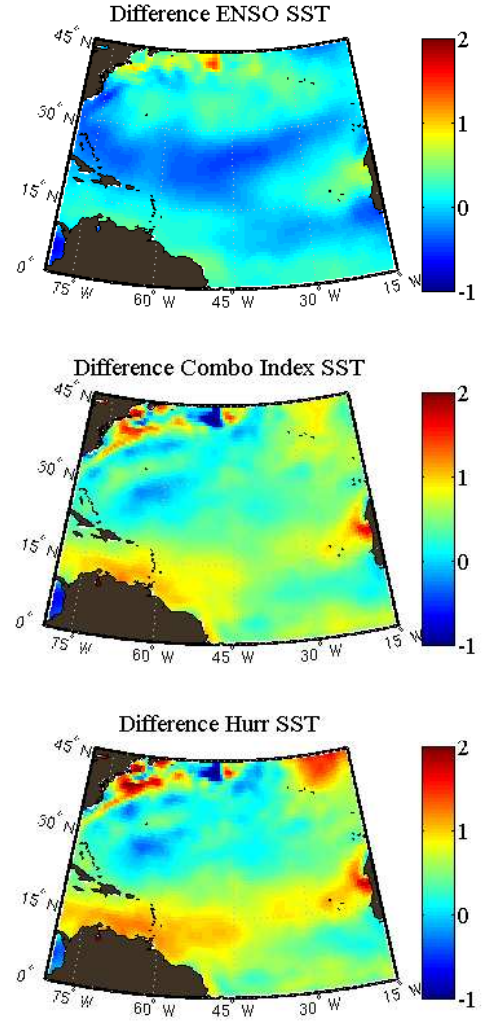 Difference ENSO SST
45° N
30° N
15° N
0°
75° W
60° W
45° W
30° W
15° W
2
1
0
-1
Difference Combo Index SST
45° N
30° N
15° N
0°
75° W
60° W
45° W
30° W
15° W
2
1
0
-1
Difference Hurr SST
45° N
30° N
15° N
0°
75° W
60° W
45° W
30° W
15° W
2
1
0
-1